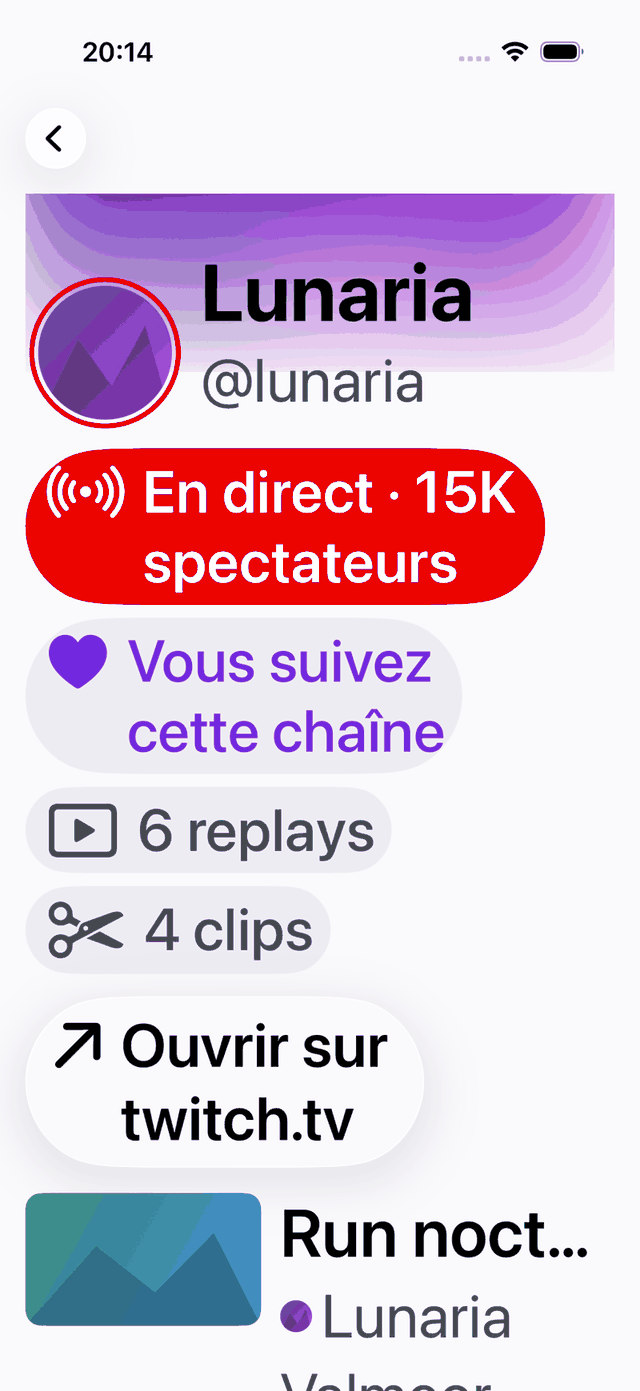 20:14
Lunaria
@lunaria
En direct · 15K
spectateurs
Vous suivez
cette chaîne
6 replays
4 clips
Ouvrir sur
twitch.tv
Run noct...
Lunaria